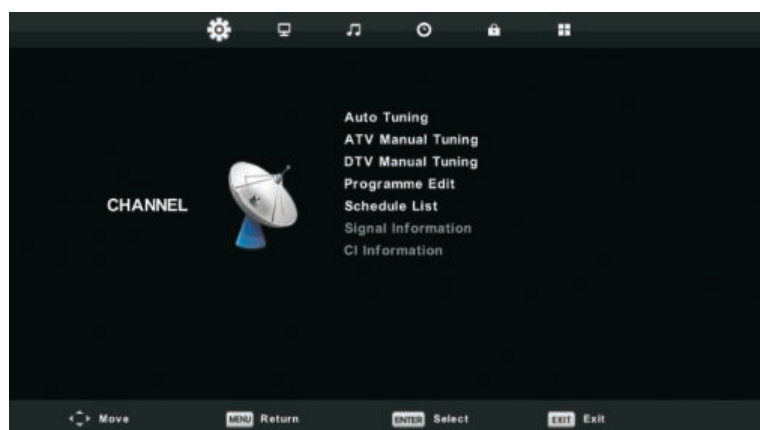 CHANNEL
Auto Tuning
ATV Manual Tuning
DTV Manual Tuning
Programme Edit
Schedule List
Signal Information
CI Information
Move MENU Return ENTER Select EXIT Exit